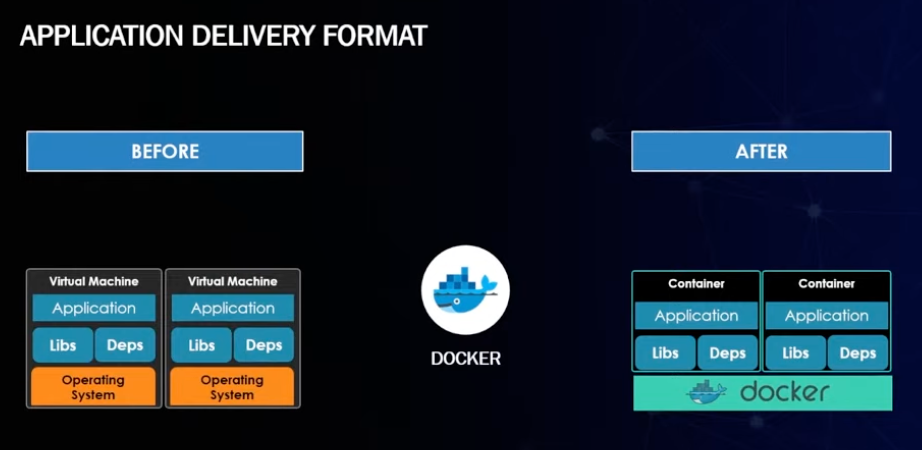 APPLICATION DELIVERY FORMAT
BEFORE
AFTER
Virtual Machine
Application
Libs
Deps
Operating
System
Virtual Machine
Application
Libs
Deps
Operating
System
DOCKER
Container
Application
Libs
Deps
Container
Application
Libs
Deps
docker